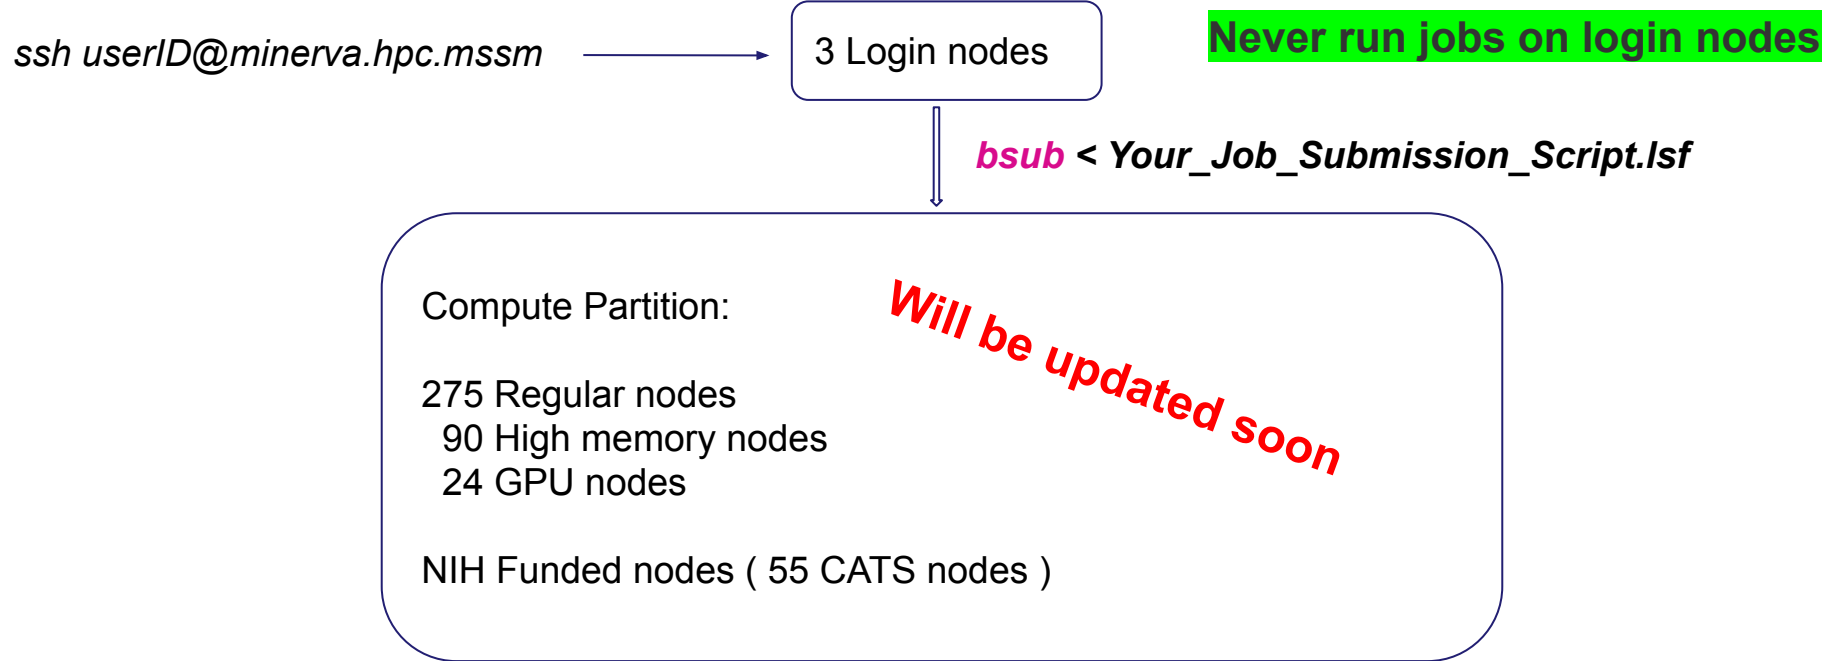 ssh userID@minerva.hpc.mssm
3 Login nodes
Never run jobs on login nodes
bsub < Your_Job_Submission_Script.lsf
Compute Partition:
Will be updated soon
275 Regular nodes
90 High memory nodes
24 GPU nodes
NIH Funded nodes ( 55 CATS nodes )